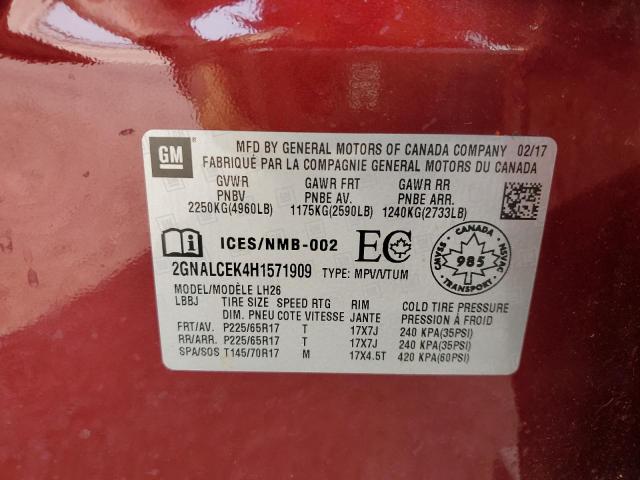 GM
MFD BY GENERAL MOTORS OF CANADA COMPANY 02/17
FABRIQUÉ PAR LA COMPAGNIE GENERAL MOTORS DU CANADA
GVWR GAWR FRT GAWR RR
PNBV PNBE AV. PNBE ARR.
2250KG(4960LB) 1175KG(2590LB) 1240KG(2733LB)
ICES/NMB-002 EC
2GNALCEK4H1571909 TYPE: MPV/VTUM
CANADA
CMVSS 985 NSVAC
TRANSPORT
MODEL/MODÈLE LH26
LBBJ TIRE SIZE SPEED RTG RIM COLD TIRE PRESSURE
DIM. PNEU COTE VITESSE JANTE PRESSION À FROID
FRT/AV. P225/65R17 T 17X7J 240 KPA(35PSI)
RR/ARR. P225/65R17 T 17X7J 240 KPA(35PSI)
SPA/SOS T145/70R17 M 17X4.5T 420 KPA(60PSI)